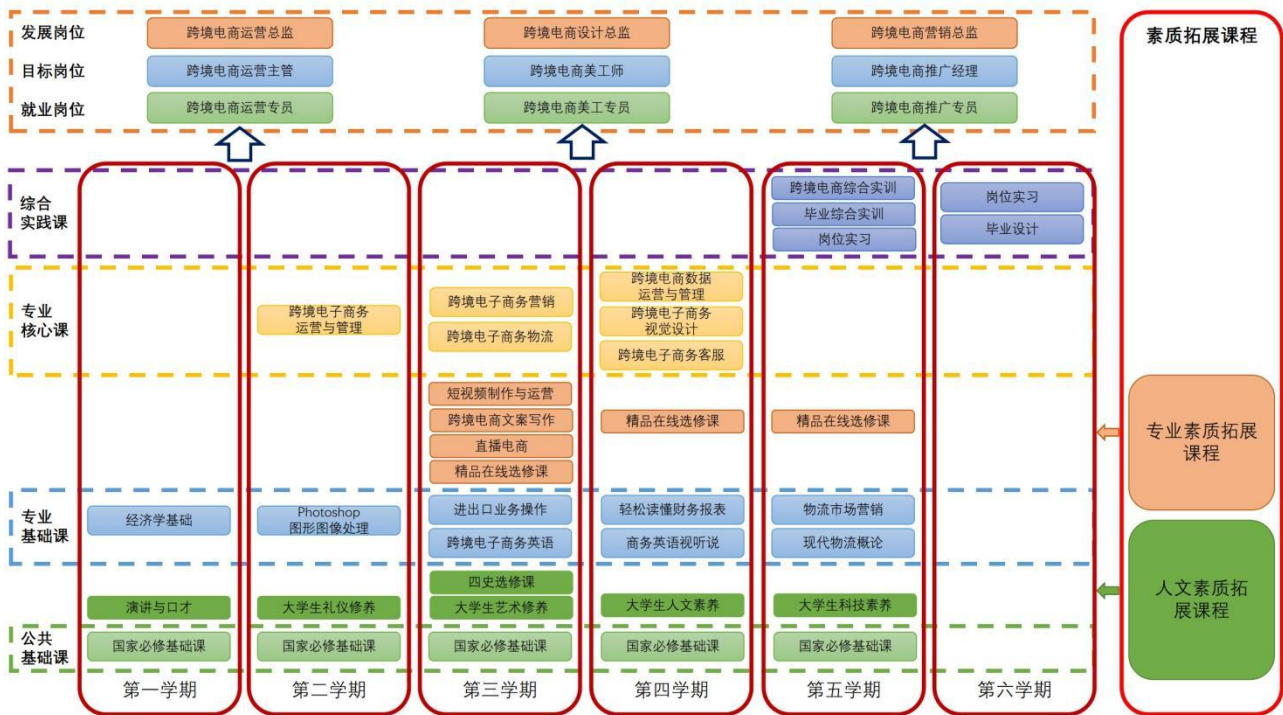 发展岗位
跨境电商运营总监
跨境电商设计总监
跨境电商营销总监
目标岗位
跨境电商运营主管
跨境电商美工师
跨境电商推广经理
就业岗位
跨境电商运营专员
跨境电商美工专员
跨境电商推广专员
素质拓展课程
综合
实践课
跨境电商综合实训
毕业综合实训
岗位实习
岗位实习
毕业设计
专业
核心课
跨境电子商务
运营与管理
跨境电子商务营销
跨境电子商务物流
跨境电商数据
运营与管理
跨境电子商务
视觉设计
跨境电子商务客服
短视频制作与运营
跨境电商文案写作
直播电商
精品在线选修课
精品在线选修课
精品在线选修课
专业素质拓展
课程
专业
基础课
经济学基础
Photoshop
图形图像处理
进出口业务操作
跨境电子商务英语
轻松读懂财务报表
商务英语视听说
物流市场营销
现代物流概论
演讲与口才
大学生礼仪修养
四史选修课
大学生艺术修养
大学生人文素养
大学生科技素养
人文素质拓
展课程
公共
基础课
国家必修基础课
国家必修基础课
国家必修基础课
国家必修基础课
国家必修基础课
第一学期
第二学期
第三学期
第四学期
第五学期
第六学期